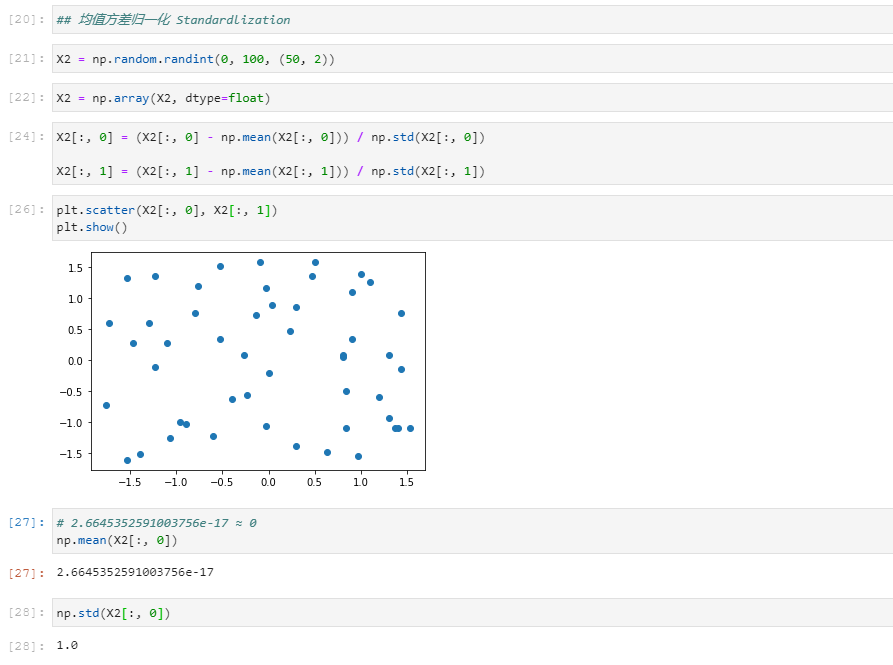 [20]: ## 均值方差归一化 Standardlization
[21]: X2 = np.random.randint(0, 100, (50, 2))
[22]: X2 = np.array(X2, dtype=float)
[24]: X2[:, 0] = (X2[:, 0] - np.mean(X2[:, 0])) / np.std(X2[:, 0])
X2[:, 1] = (X2[:, 1] - np.mean(X2[:, 1])) / np.std(X2[:, 1])
[26]: plt.scatter(X2[:, 0], X2[:, 1])
plt.show()
1.5
1.0
0.5
0.0
−0.5
−1.0
−1.5
−1.5 −1.0 −0.5 0.0 0.5 1.0 1.5
[27]: # 2.6645352591003756e-17 ≈ 0
np.mean(X2[:, 0])
[27]: 2.6645352591003756e-17
[28]: np.std(X2[:, 0])
[28]: 1.0